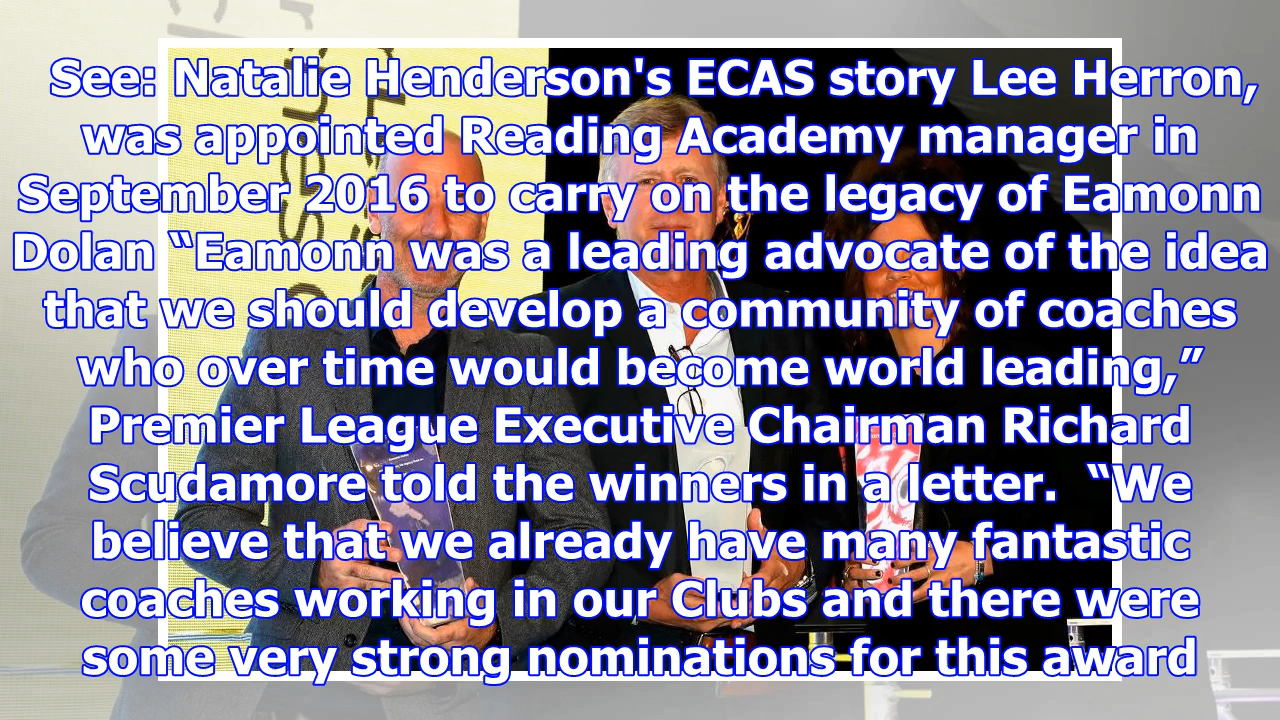 See: Natalie Henderson's ECAS story Lee Herron,
was appointed Reading Academy manager in
September 2016 to carry on the legacy of Eamonn
Dolan “Eamonn was a leading advocate of the idea
that we should develop a community of coaches
who over time would become world leading,”
Premier League Executive Chairman Richard
Scudamore told the winners in a letter.  “We
believe that we already have many fantastic
coaches working in our Clubs and there were
some very strong nominations for this award